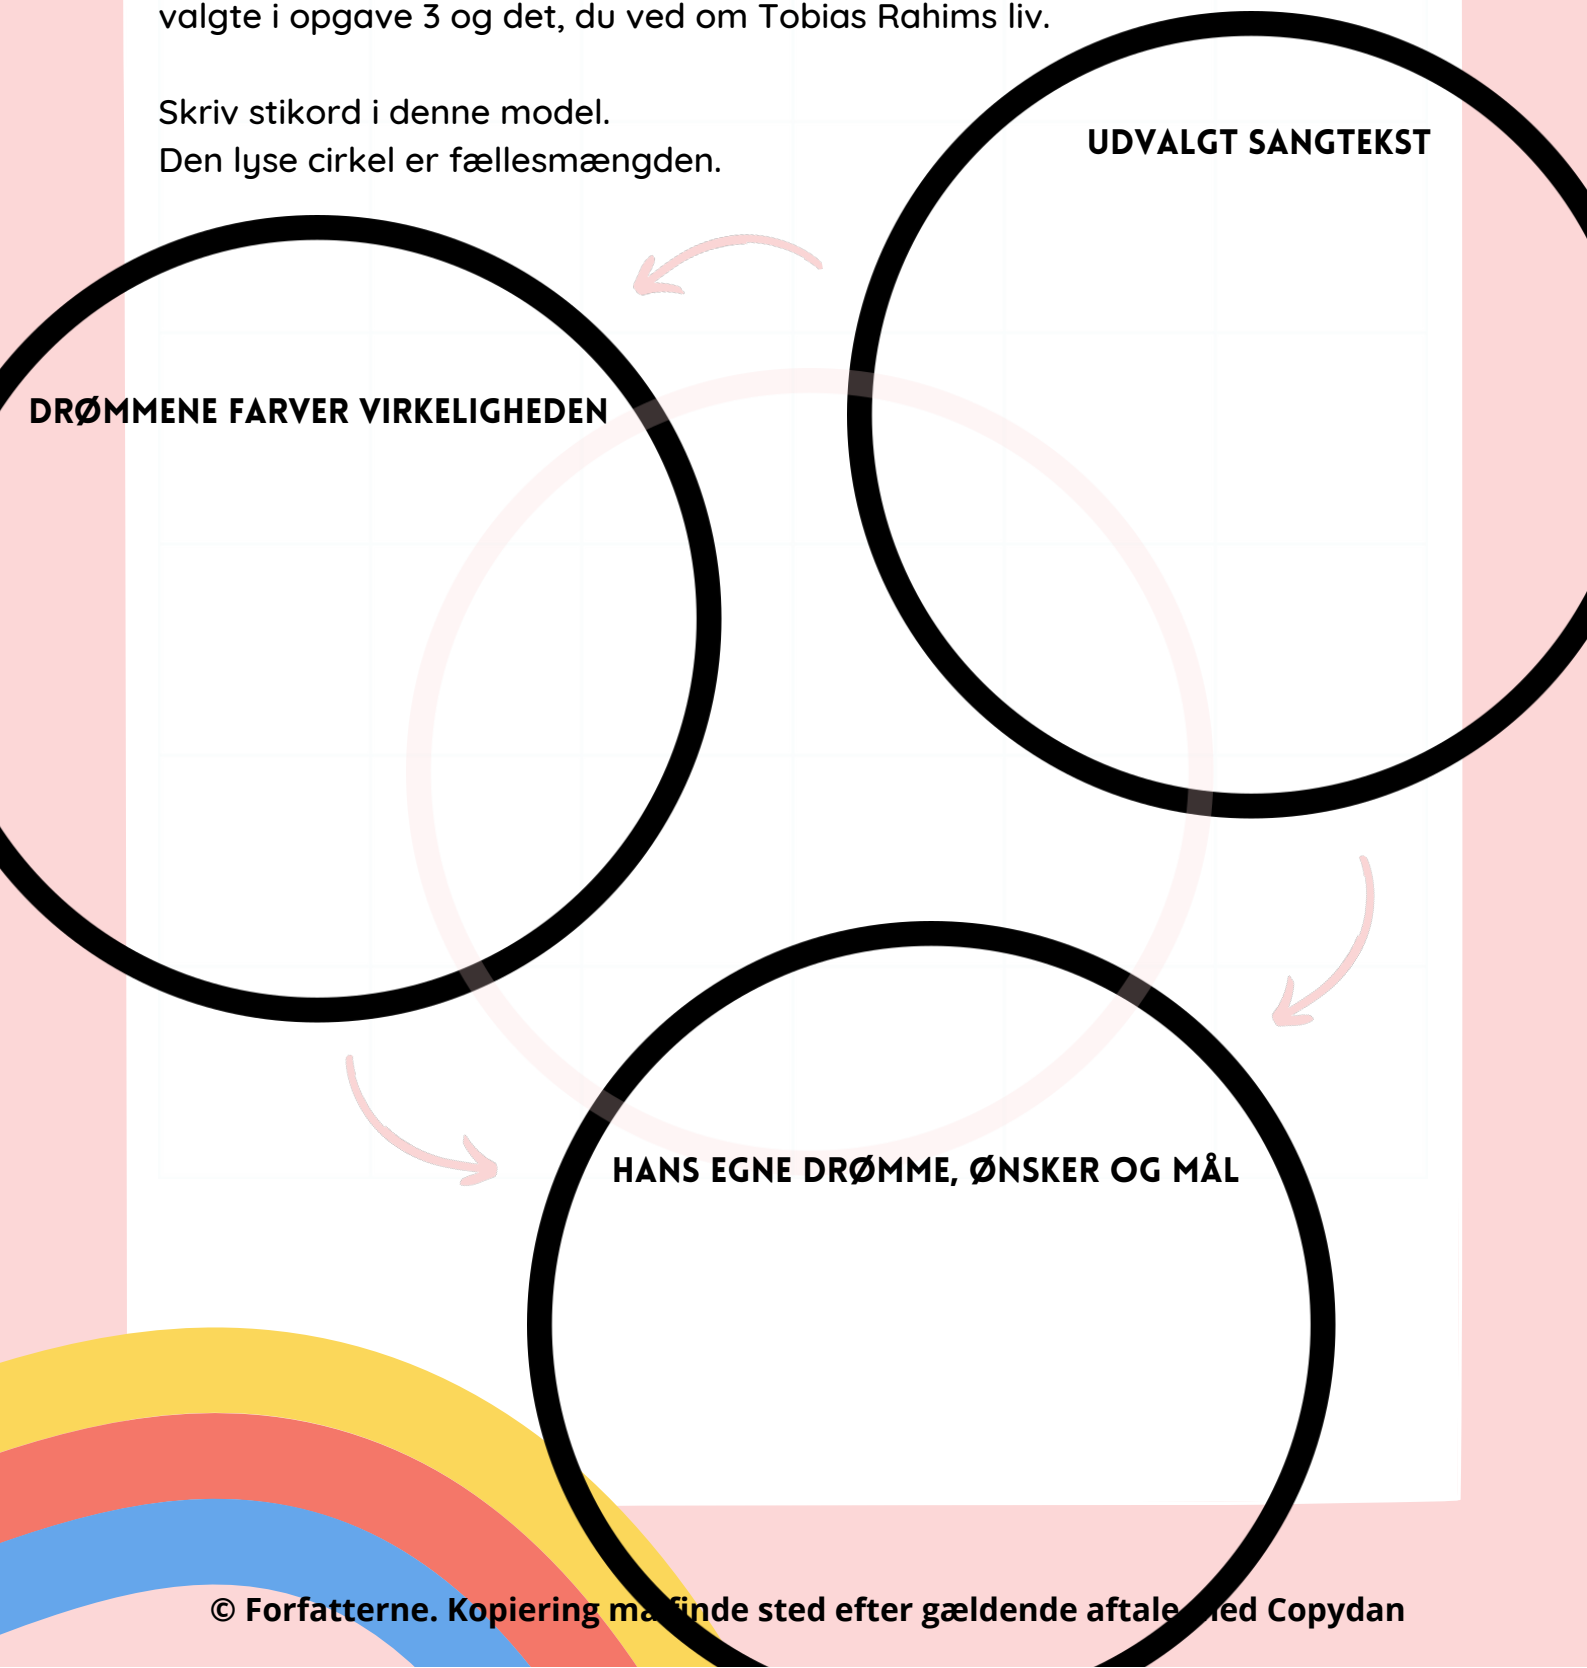 valgte i opgave 3 og det, du ved om Tobias Rahims liv.
Skriv stikord i denne model.
Den lyse cirkel er fællesmængden.
UDVALGT SANGTEKST
DRØMMENE FARVER VIRKELIGHEDEN
HANS EGNE DRØMME, ØNSKER OG MÅL
© Forfatterne. Kopiering må finde sted efter gældende aftale med Copydan